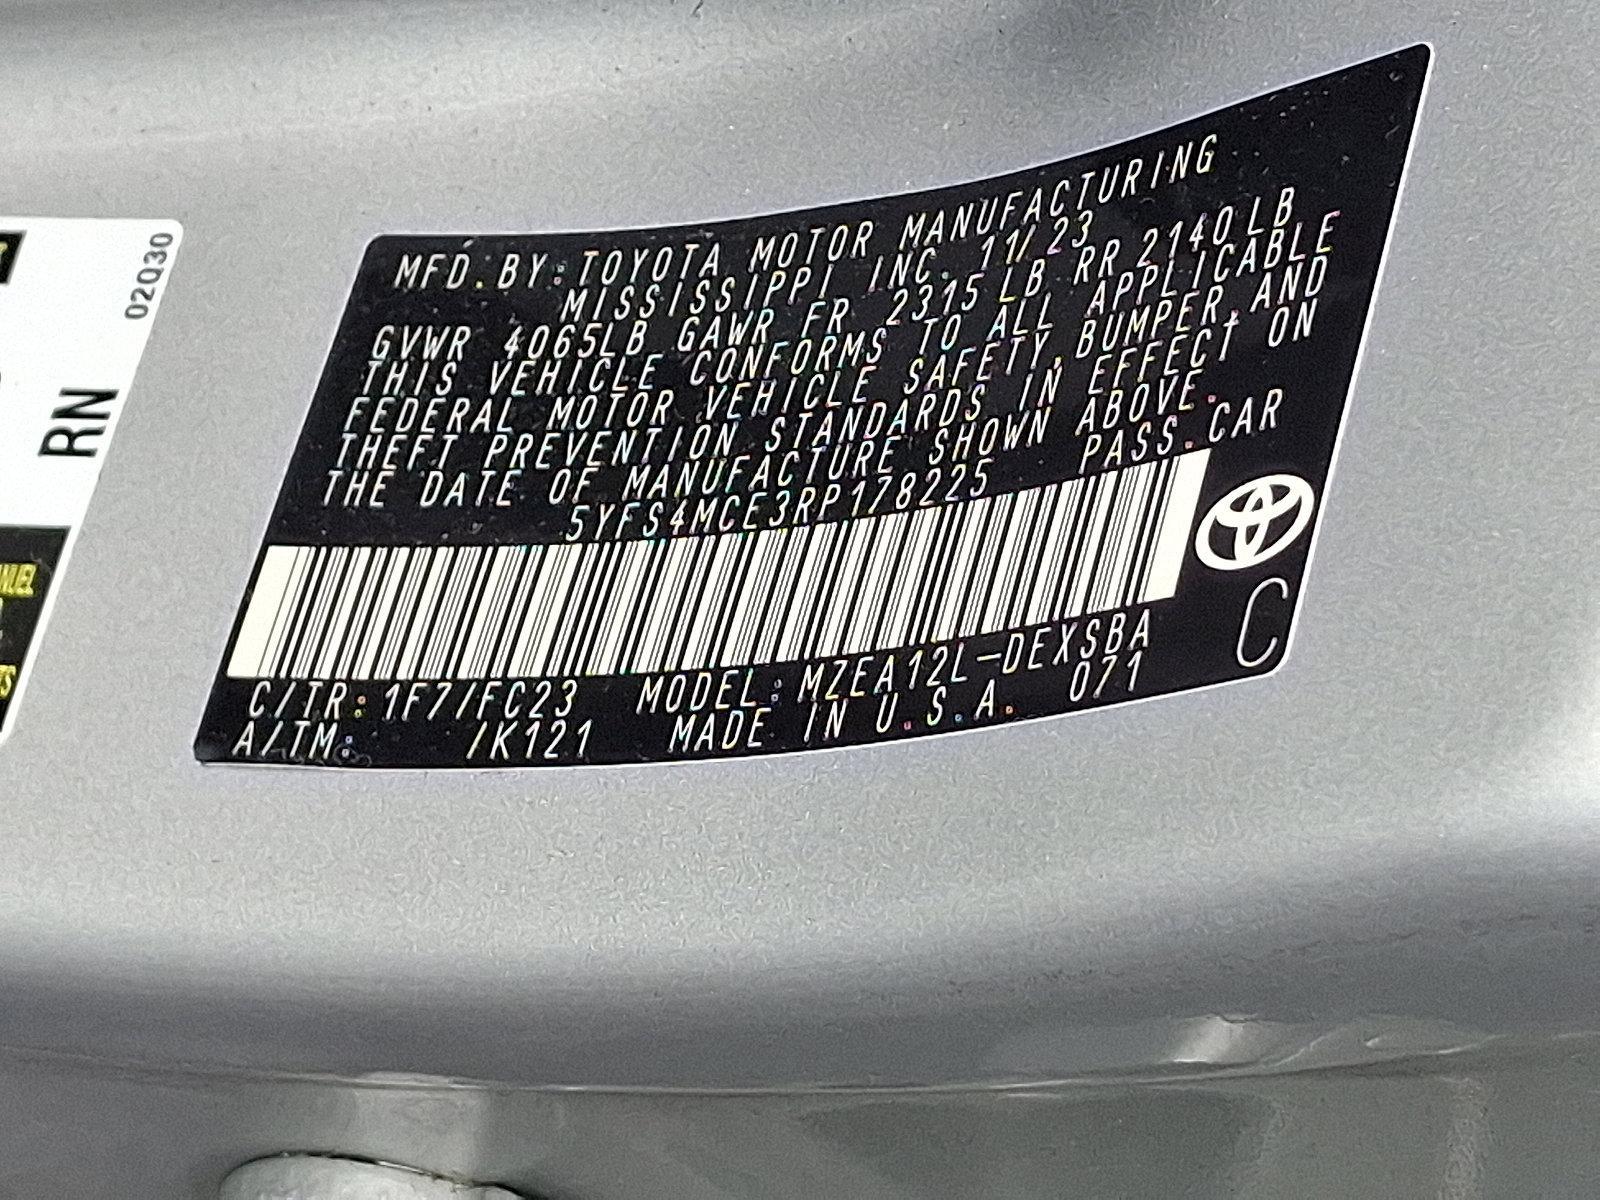 02Q30
RN
MFD.BY:TOYOTA MOTOR MANUFACTURING
MISSISSIPPI INC. 11/23
GVWR 4065LB GAWR FR 2315 LB RR 2140LB
THIS VEHICLE CONFORMS TO ALL APPLICABLE
FEDERAL MOTOR VEHICLE SAFETY,BUMPER,AND
THEFT PREVENTION STANDARDS IN EFFECT ON
THE DATE OF MANUFACTURE SHOWN ABOVE.
5YFS4MCE3RP178225 PASS.CAR
C/TR:1F7/FC23 MODEL:MZEA12L-DEXSBA
A/TM: /K121 MADE IN U.S.A. 071
C